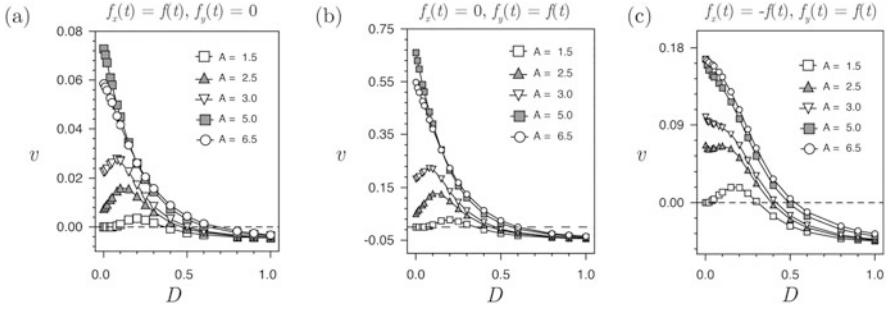 (a) fₓ(t) = f(t), f_y(t) = 0
v
0.08
0.06
0.04
0.02
0.00
A = 1.5
A = 2.5
A = 3.0
A = 5.0
A = 6.5
0.0 0.5 1.0
D
(b) fₓ(t) = 0, f_y(t) = f(t)
v
0.75
0.55
0.35
0.15
-0.05
A = 1.5
A = 2.5
A = 3.0
A = 5.0
A = 6.5
0.0 0.5 1.0
D
(c) fₓ(t) = -f(t), f_y(t) = f(t)
v
0.18
0.09
0.00
A = 1.5
A = 2.5
A = 3.0
A = 5.0
A = 6.5
0.0 0.5 1.0
D